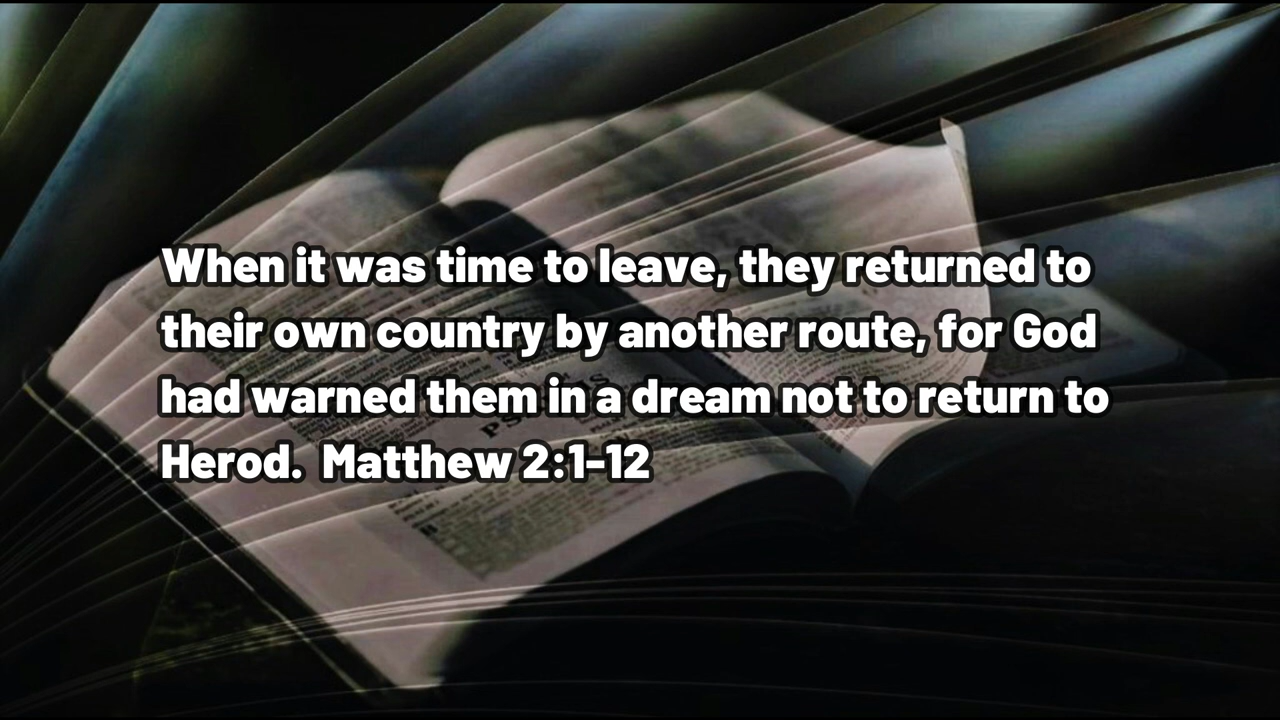 When it was time to leave, they returned to
their own country by another route, for God
had warned them in a dream not to return to
Herod.  Matthew 2:1-12